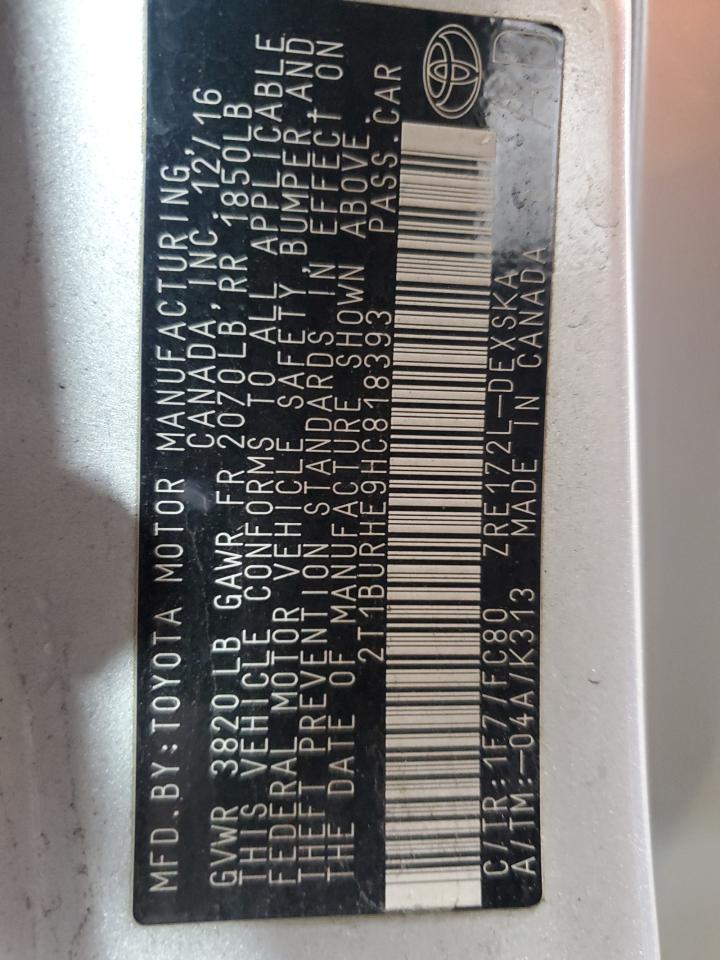 MFD.BY:TOYOTA MOTOR MANUFACTURING,
CANADA, INC. 12/16
GVWR 3820 LB GAWR FR 2070LB RR 1850LB
THIS VEHICLE CONFORMS TO ALL APPLICABLE
FEDERAL MOTOR VEHICLE SAFETY, BUMPER, AND
THEFT PREVENTION STANDARDS IN EFFECT ON
THE DATE OF MANUFACTURE SHOWN ABOVE.
2T1BURHE9HC818393 PASS.CAR
C/TR:1F7/FC80 ZRE172L-DEXSKA
A/TM:-04A/K313 MADE IN CANADA